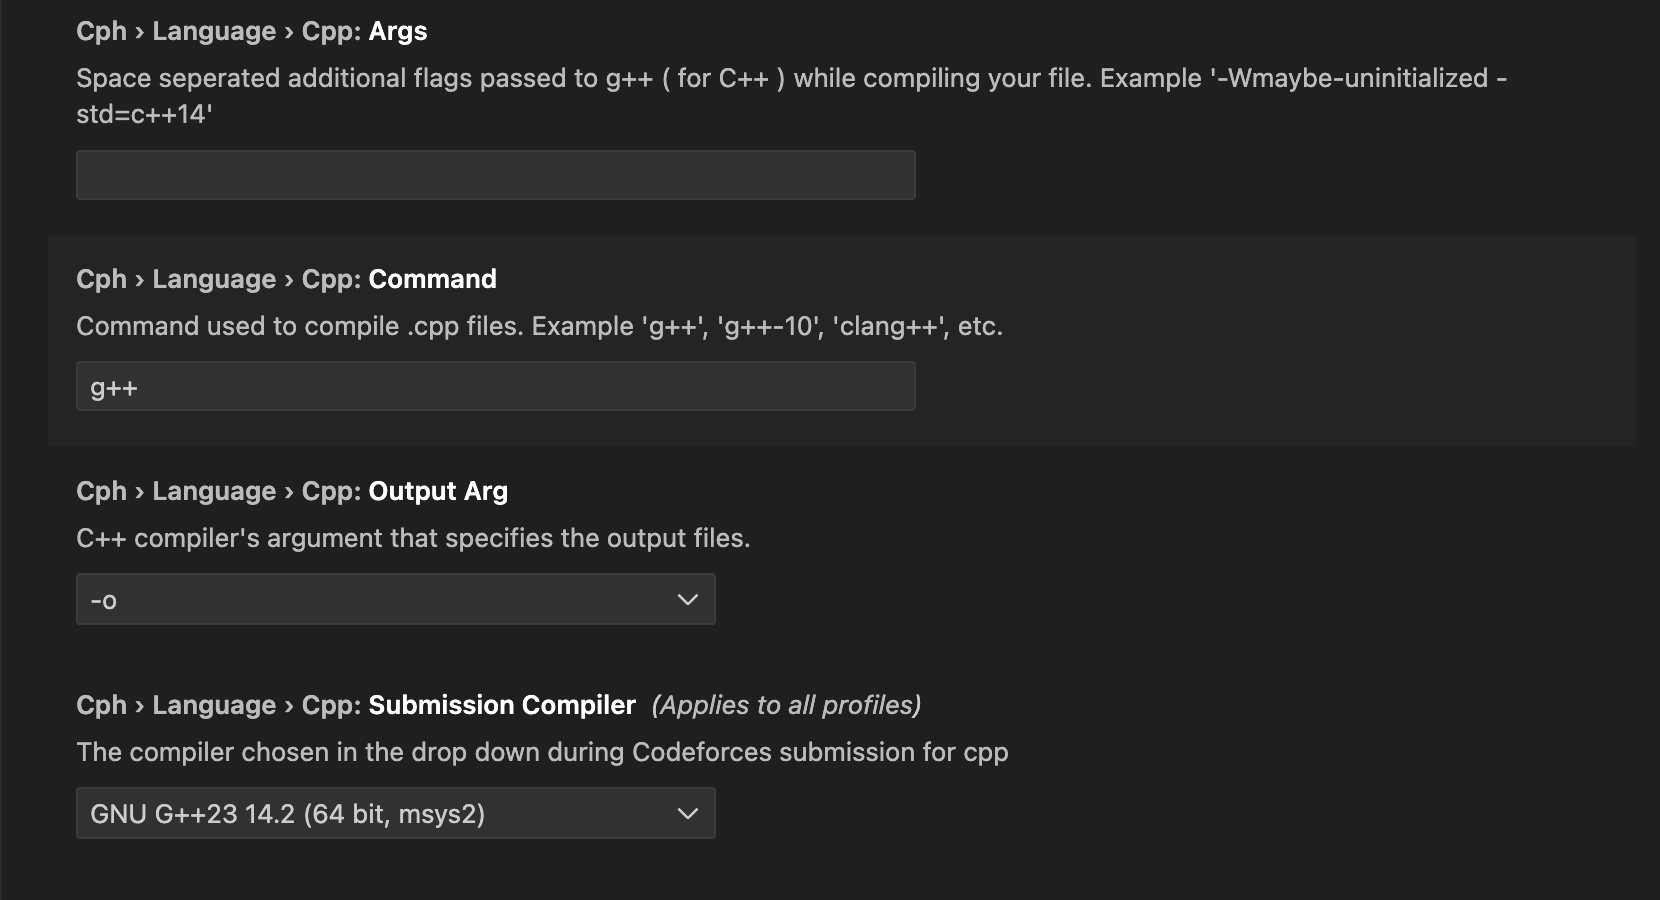 Cph › Language › Cpp: Args
Space seperated additional flags passed to g++ ( for C++ ) while compiling your file. Example '-Wmaybe-uninitialized -
std=c++14'
Cph › Language › Cpp: Command
Command used to compile .cpp files. Example 'g++', 'g++-10', 'clang++', etc.
g++
Cph › Language › Cpp: Output Arg
C++ compiler's argument that specifies the output files.
-o
Cph › Language › Cpp: Submission Compiler (Applies to all profiles)
The compiler chosen in the drop down during Codeforces submission for cpp
GNU G++23 14.2 (64 bit, msys2)